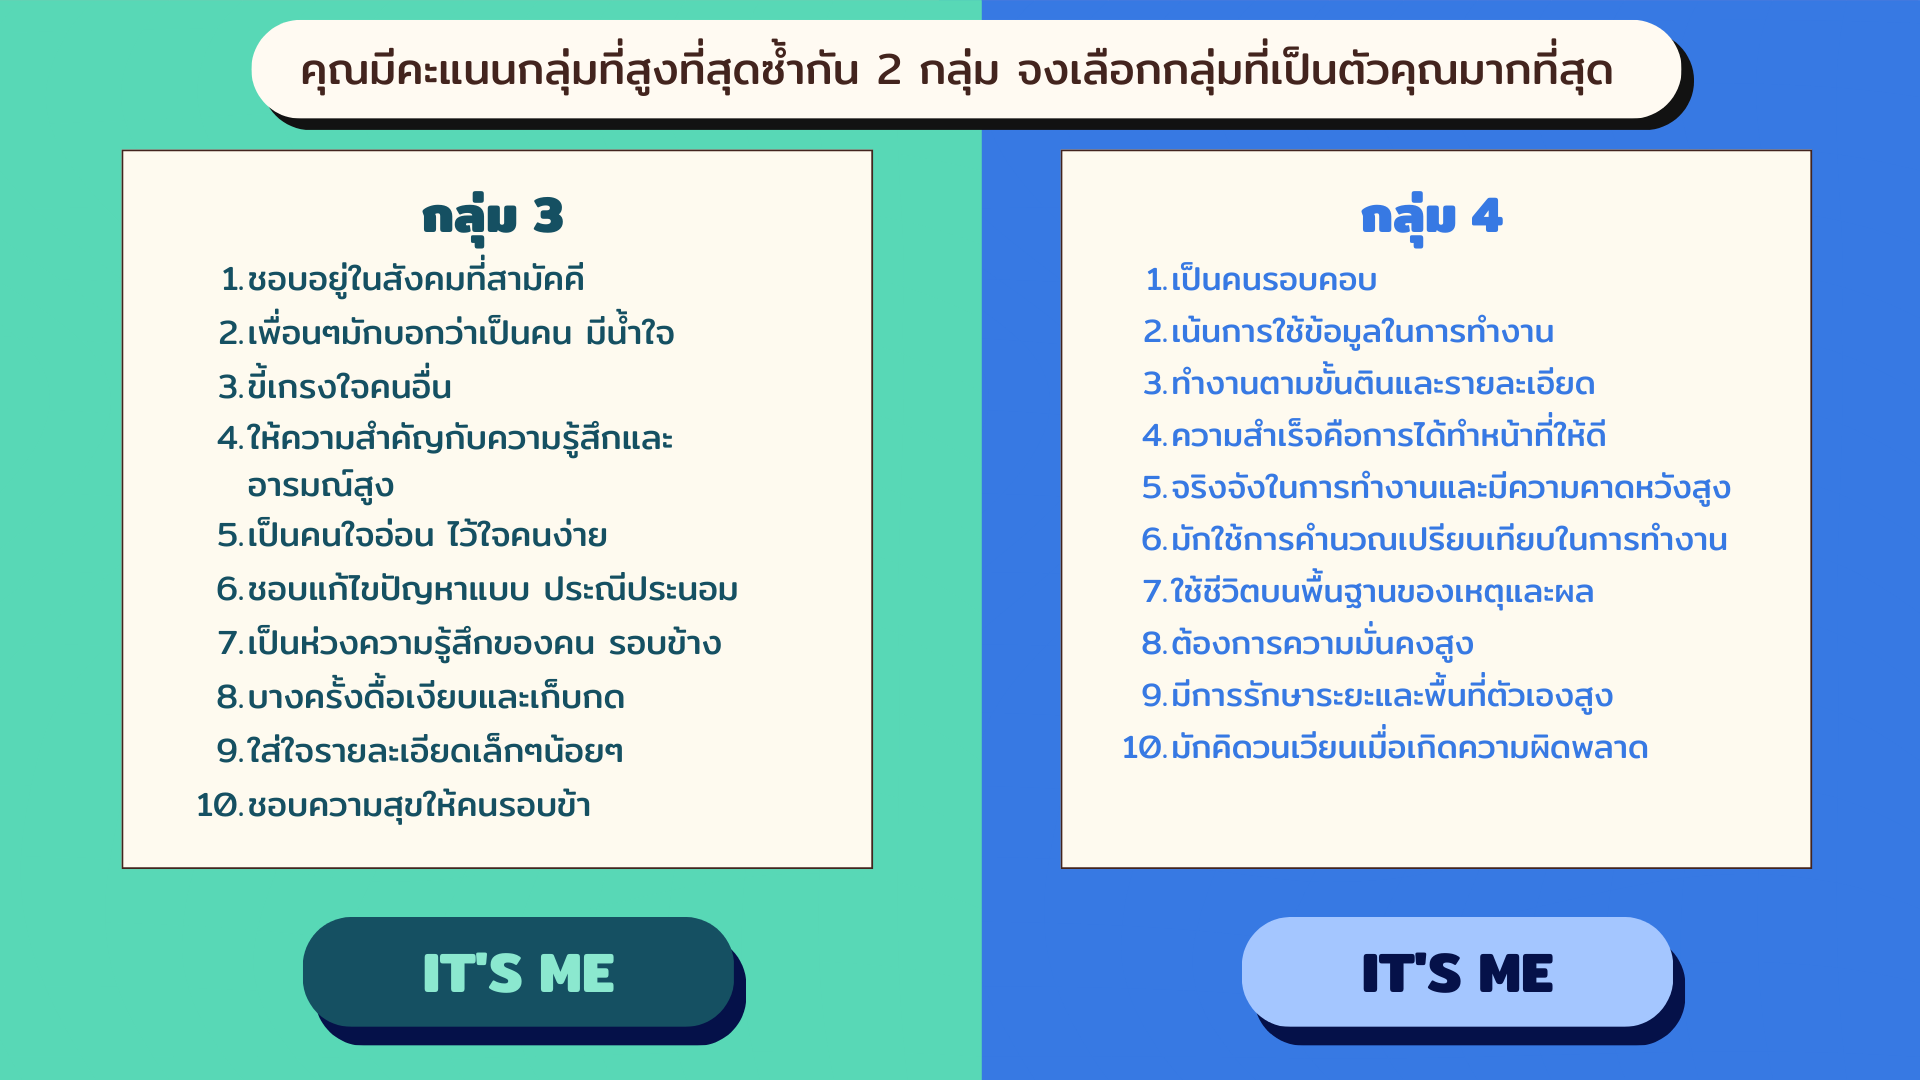 คุณมีคะแนนกลุ่มที่สูงที่สุดซ้ำกัน 2 กลุ่ม จงเลือกกลุ่มที่เป็นตัวคุณมากที่สุด
กลุ่ม 3
1. ชอบอยู่ในสังคมที่สามัคคี
2. เพื่อนๆมักบอกว่าเป็นคน มีน้ำใจ
3. ขี้เกรงใจคนอื่น
4. ให้ความสำคัญกับความรู้สึกและ
อารมณ์สูง
5. เป็นคนใจอ่อน ไว้ใจคนง่าย
6. ชอบแก้ไขปัญหาแบบ ประณีประนอม
7. เป็นห่วงความรู้สึกของคน รอบข้าง
8. บางครั้งดื้อเงียบและเก็บกด
9. ใส่ใจรายละเอียดเล็กๆน้อยๆ
10. ชอบความสุขให้คนรอบข้า
IT'S ME
กลุ่ม 4
1. เป็นคนรอบคอบ
2. เน้นการใช้ข้อมูลในการทำงาน
3. ทำงานตามขั้นตินและรายละเอียด
4. ความสำเร็จคือการได้ทำหน้าที่ให้ดี
5. จริงจังในการทำงานและมีความคาดหวังสูง
6. มักใช้การคำนวณเปรียบเทียบในการทำงาน
7. ใช้ชีวิตบนพื้นฐานของเหตุและผล
8. ต้องการความมั่นคงสูง
9. มีการรักษาระยะและพื้นที่ตัวเองสูง
10. มักคิดวนเวียนเมื่อเกิดความผิดพลาด
IT'S ME